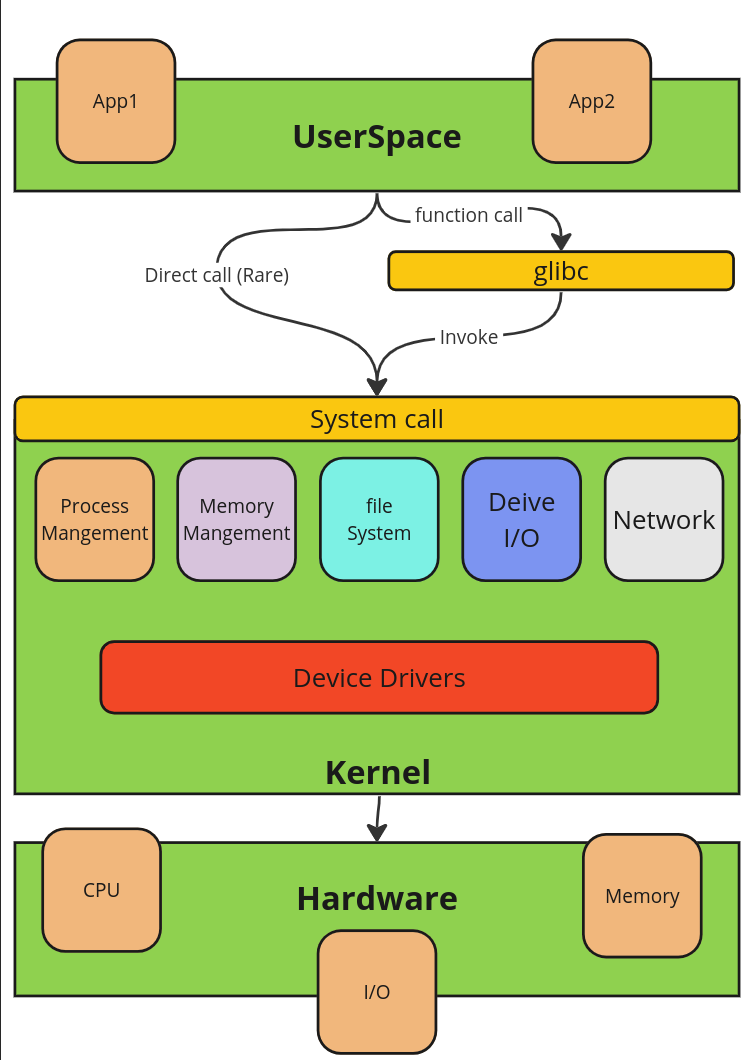 App1
App2
UserSpace
function call
Direct call (Rare)
glibc
Invoke
System call
Process
Mangement
Memory
Mangement
file
System
Deive
I/O
Network
Device Drivers
Kernel
CPU
Hardware
Memory
I/O